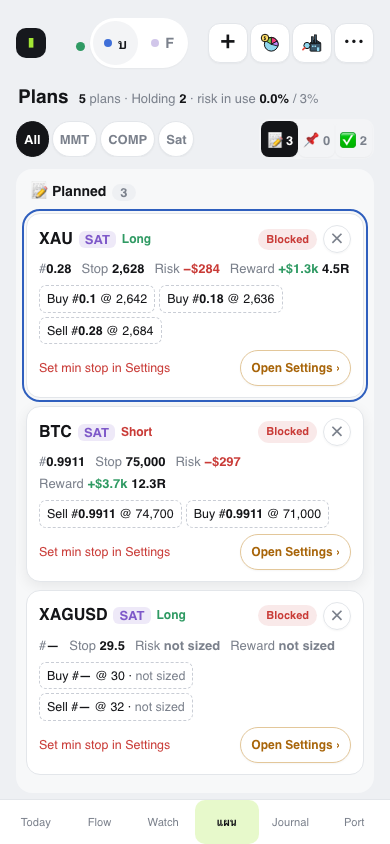 บ F + ...
Plans 5 plans · Holding 2 · risk in use 0.0% / 3%
All MMT COMP Sat 📝 3 📌 0 ✅ 2
📝 Planned 3
XAU SAT Long Blocked ✕
#0.28 Stop 2,628 Risk −$284 Reward +$1.3k 4.5R
Buy #0.1 @ 2,642 Buy #0.18 @ 2,636
Sell #0.28 @ 2,684
Set min stop in Settings Open Settings ›
BTC SAT Short Blocked ✕
#0.9911 Stop 75,000 Risk −$297
Reward +$3.7k 12.3R
Sell #0.9911 @ 74,700 Buy #0.9911 @ 71,000
Set min stop in Settings Open Settings ›
XAGUSD SAT Long Blocked ✕
#— Stop 29.5 Risk not sized Reward not sized
Buy #— @ 30 · not sized
Sell #— @ 32 · not sized
Set min stop in Settings Open Settings ›
Today Flow Watch แผน Journal Port